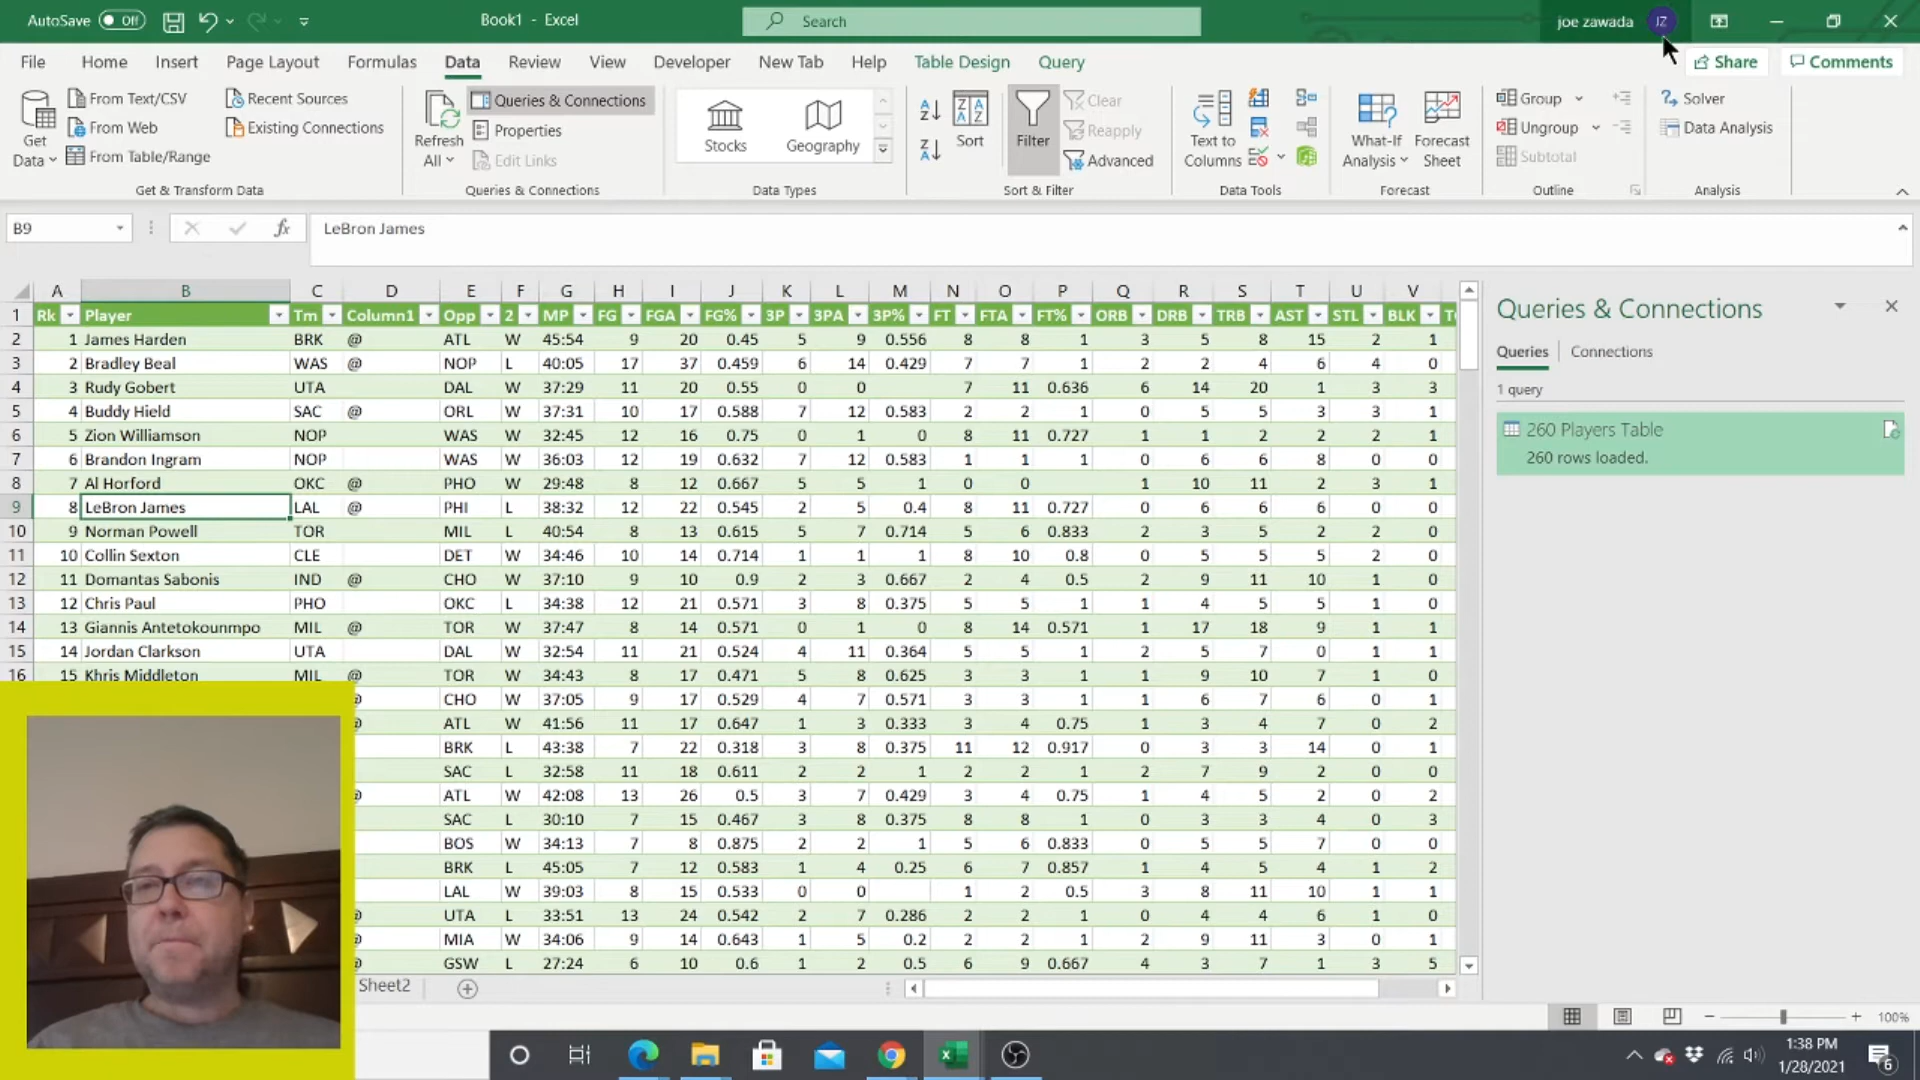 AutoSave Off Book1 - Excel Search joe zawada JZ
File Home Insert Page Layout Formulas Data Review View Developer New Tab Help Table Design Query Share Comments
Get Data From Text/CSV From Web From Table/Range Recent Sources Existing Connections
Get & Transform Data
Refresh All Queries & Connections Properties Edit Links
Queries & Connections
Stocks Geography
Data Types
Sort Filter Clear Reapply Advanced
Sort & Filter
Text to Columns
Data Tools
What-If Analysis Forecast Sheet
Forecast
Group Ungroup Subtotal
Outline
Solver Data Analysis
Analysis
B9 fx LeBron James
A B C D E F G H I J K L M N O P Q R S T U V
1 Rk Player Tm Column1 Opp 2 MP FG FGA FG% 3P 3PA 3P% FT FTA FT% ORB DRB TRB AST STL BLK
2 1 James Harden BRK @ ATL W 45:54 9 20 0.45 5 9 0.556 8 8 1 3 5 8 15 2 1
3 2 Bradley Beal WAS @ NOP L 40:05 17 37 0.459 6 14 0.429 7 7 1 2 2 4 6 4 0
4 3 Rudy Gobert UTA DAL W 37:29 11 20 0.55 0 0 7 11 0.636 6 14 20 1 3 3
5 4 Buddy Hield SAC @ ORL W 37:31 10 17 0.588 7 12 0.583 2 2 1 0 5 5 3 3 1
6 5 Zion Williamson NOP WAS W 32:45 12 16 0.75 0 1 0 8 11 0.727 1 1 2 2 2 1
7 6 Brandon Ingram NOP WAS W 36:03 12 19 0.632 7 12 0.583 1 1 1 0 6 6 8 0 0
8 7 Al Horford OKC @ PHO W 29:48 8 12 0.667 5 5 1 0 0 1 10 11 2 3 1
9 8 LeBron James LAL @ PHI L 38:32 12 22 0.545 2 5 0.4 8 11 0.727 0 6 6 6 0 0
10 9 Norman Powell TOR MIL L 40:54 8 13 0.615 5 7 0.714 5 6 0.833 2 3 5 2 2 0
11 10 Collin Sexton CLE DET W 34:46 10 14 0.714 1 1 1 8 10 0.8 0 5 5 5 2 0
12 11 Domantas Sabonis IND @ CHO W 37:10 9 10 0.9 2 3 0.667 2 4 0.5 2 9 11 10 1 0
13 12 Chris Paul PHO OKC L 34:38 12 21 0.571 3 8 0.375 5 5 1 1 4 5 5 1 0
14 13 Giannis Antetokounmpo MIL @ TOR W 37:47 8 14 0.571 0 1 0 8 14 0.571 1 17 18 9 1 1
15 14 Jordan Clarkson UTA DAL W 32:54 11 21 0.524 4 11 0.364 5 5 1 2 5 7 0 1 1
16 15 Khris Middleton MIL @ TOR W 34:43 8 17 0.471 5 8 0.625 3 3 1 1 9 10 7 1 0
@ CHO W 37:05 9 17 0.529 4 7 0.571 3 3 1 1 6 7 6 0 1
@ ATL W 41:56 11 17 0.647 1 3 0.333 3 4 0.75 1 3 4 7 0 2
BRK L 43:38 7 22 0.318 3 8 0.375 11 12 0.917 0 3 3 14 0 1
SAC L 32:58 11 18 0.611 2 2 1 2 2 1 2 7 9 2 0 0
@ ATL W 42:08 13 26 0.5 3 7 0.429 3 4 0.75 1 4 5 2 0 2
SAC L 30:10 7 15 0.467 3 8 0.375 8 8 1 0 3 3 4 0 3
BOS W 34:13 7 8 0.875 2 2 1 5 6 0.833 0 5 5 7 0 0
BRK L 45:05 7 12 0.583 1 4 0.25 6 7 0.857 1 4 5 4 1 2
LAL W 39:03 8 15 0.533 0 0 1 2 0.5 3 8 11 10 1 1
@ UTA L 33:51 13 24 0.542 2 7 0.286 2 2 1 0 4 4 6 1 0
@ MIA W 34:06 9 14 0.643 1 5 0.2 2 2 1 2 9 11 3 0 1
@ GSW L 27:24 6 10 0.6 1 2 0.5 6 9 0.667 4 3 7 1 3 5
Queries & Connections
Queries Connections
1 query
260 Players Table
260 rows loaded.
Sheet2
100%
1:38 PM
1/28/2021
6